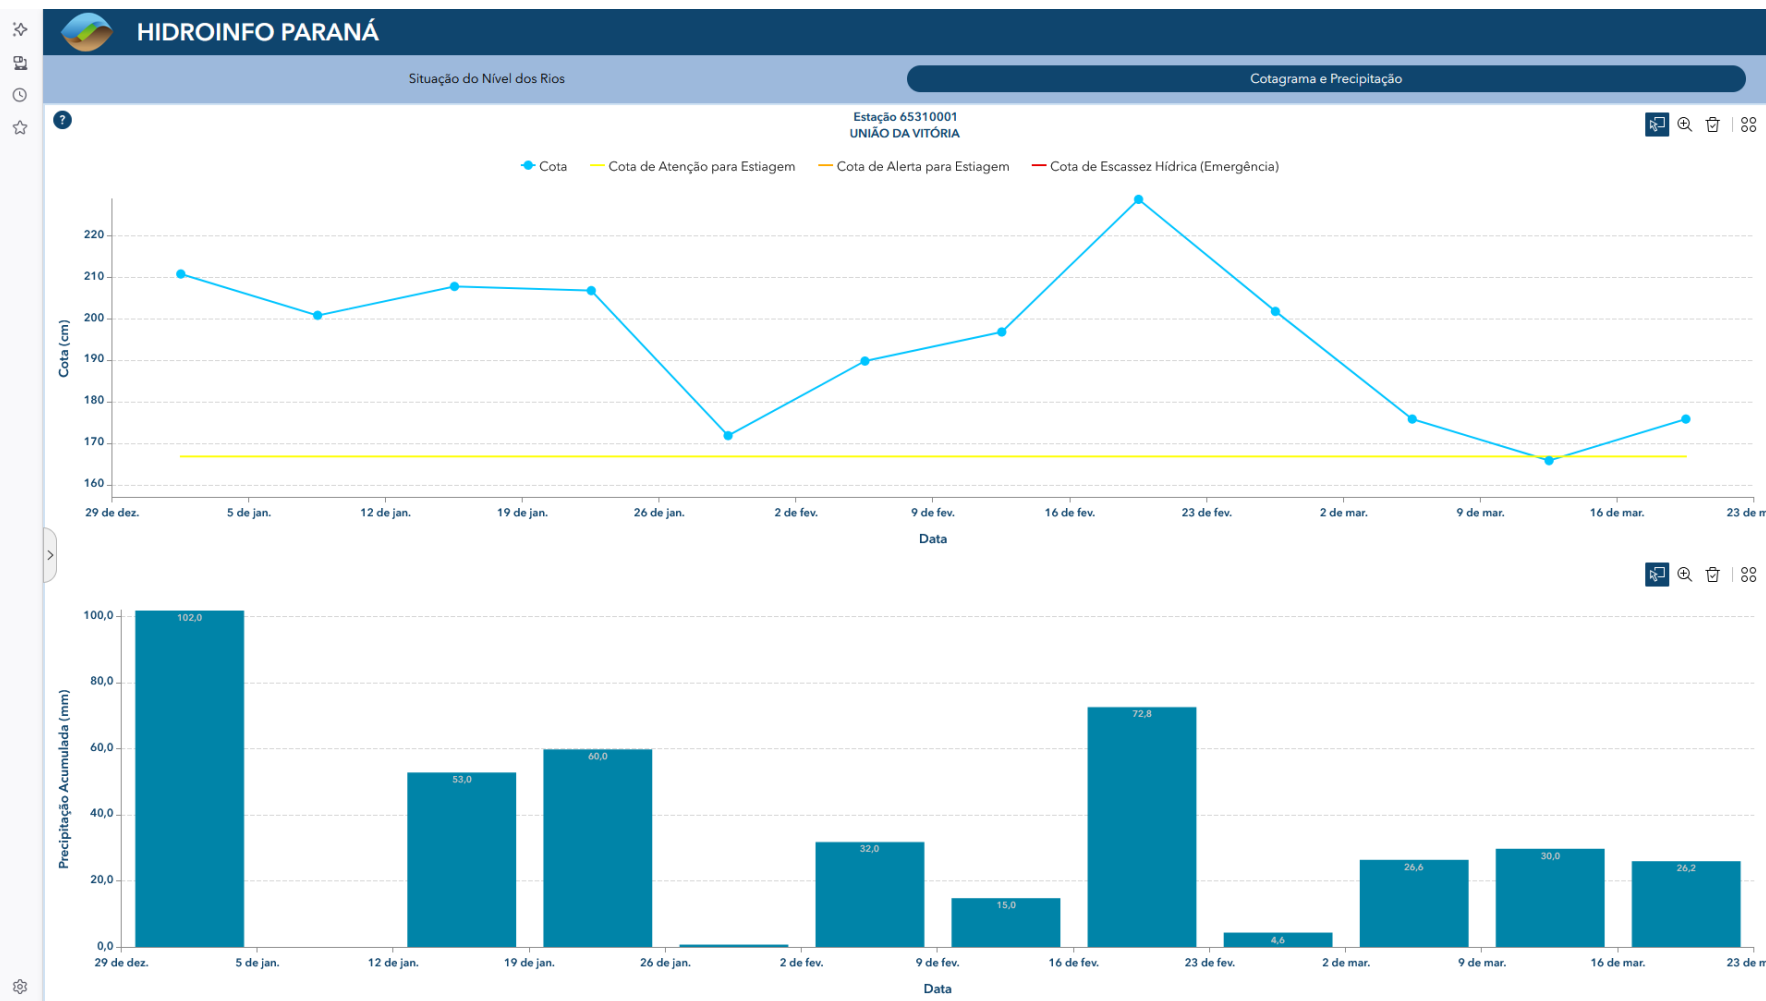 HIDROINFO PARANÁ
Situação do Nível dos Rios
Cotagrama e Precipitação
?
Estação 65310001
UNIÃO DA VITÓRIA
Cota
Cota de Atenção para Estiagem
Cota de Alerta para Estiagem
Cota de Escassez Hídrica (Emergência)
Cota (cm)
220
210
200
190
180
170
160
29 de dez.
5 de jan.
12 de jan.
19 de jan.
26 de jan.
2 de fev.
9 de fev.
16 de fev.
23 de fev.
2 de mar.
9 de mar.
16 de mar.
23 de m
Data
Precipitação Acumulada (mm)
100,0
80,0
60,0
40,0
20,0
0,0
102,0
53,0
60,0
32,0
15,0
72,8
4,6
26,6
30,0
26,2
29 de dez.
5 de jan.
12 de jan.
19 de jan.
26 de jan.
2 de fev.
9 de fev.
16 de fev.
23 de fev.
2 de mar.
9 de mar.
16 de mar.
23 de m
Data